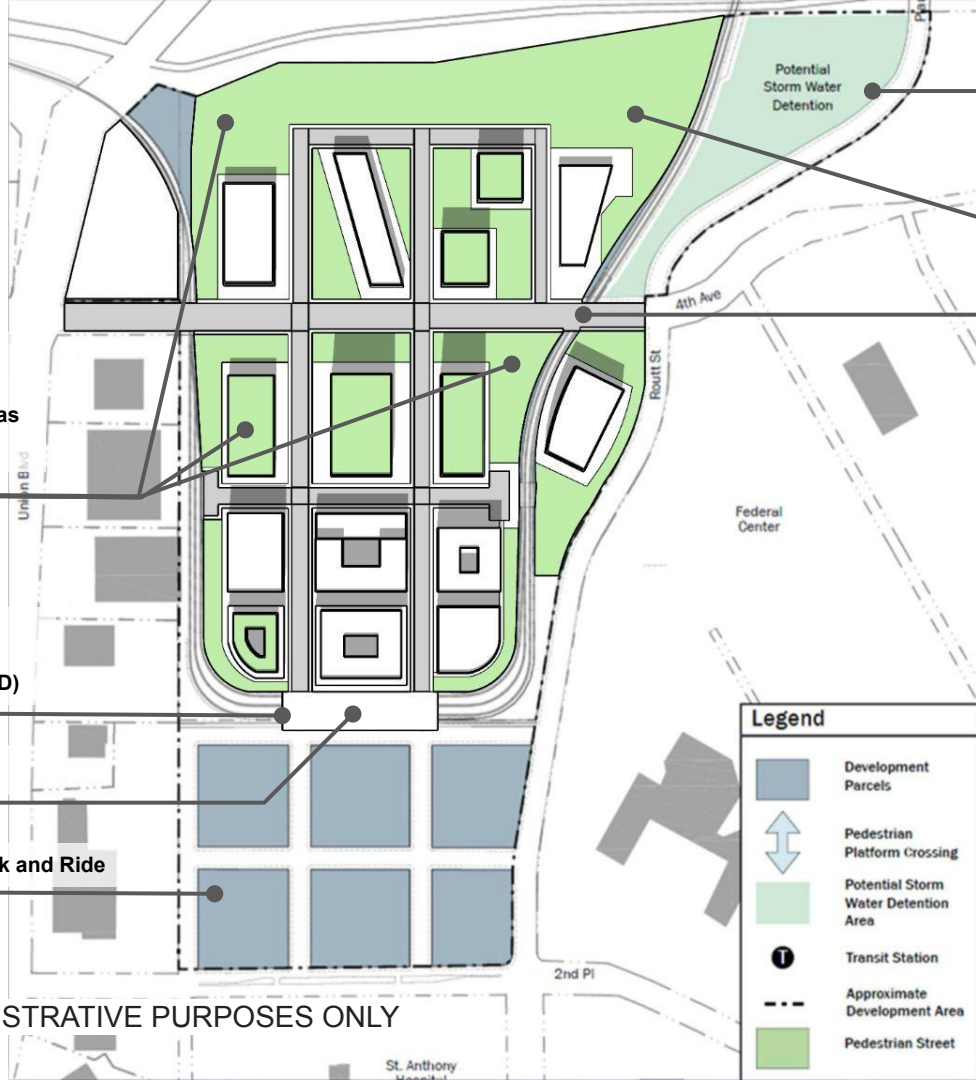 Potential
Storm Water
Detention
4th Ave
Routt St
as
Union Blvd
Federal
Center
D)
k and Ride
Legend
Development
Parcels
Pedestrian
Platform Crossing
Potential Storm
Water Detention
Area
T
Transit Station
Approximate
Development Area
Pedestrian Street
2nd Pl
STRATIVE PURPOSES ONLY
St. Anthony
Hospital